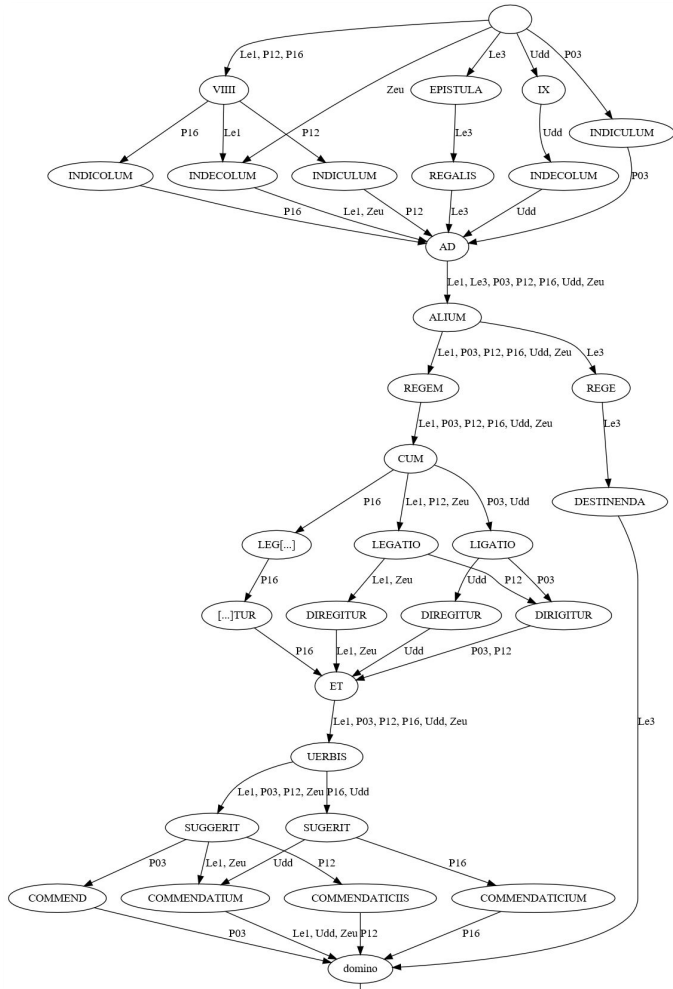 Le1, P12, P16
Zeu
Le3
Udd
P03
VIIII
EPISTULA
IX
P16
Le1
P12
Le3
Udd
INDICULUM
INDICOLUM
INDECOLUM
INDICULUM
REGALIS
INDECOLUM
P03
P16
Le1, Zeu
P12
Le3
Udd
AD
Le1, Le3, P03, P12, P16, Udd, Zeu
ALIUM
Le1, P03, P12, P16, Udd, Zeu
Le3
REGEM
REGE
Le1, P03, P12, P16, Udd, Zeu
Le3
CUM
P16
Le1, P12, Zeu
P03, Udd
DESTINENDA
LEG[...]
LEGATIO
LIGATIO
P16
Le1, Zeu
Udd
P12
P03
[...]TUR
DIREGITUR
DIREGITUR
DIRIGITUR
P16
Le1, Zeu
Udd
P03, P12
ET
Le1, P03, P12, P16, Udd, Zeu
Le3
UERBIS
Le1, P03, P12, Zeu
P16, Udd
SUGGERIT
SUGERIT
P03
Le1, Zeu
Udd
P12
P16
COMMEND
COMMENDATIUM
COMMENDATICIIS
COMMENDATICIUM
P03
Le1, Udd, Zeu
P12
P16
domino